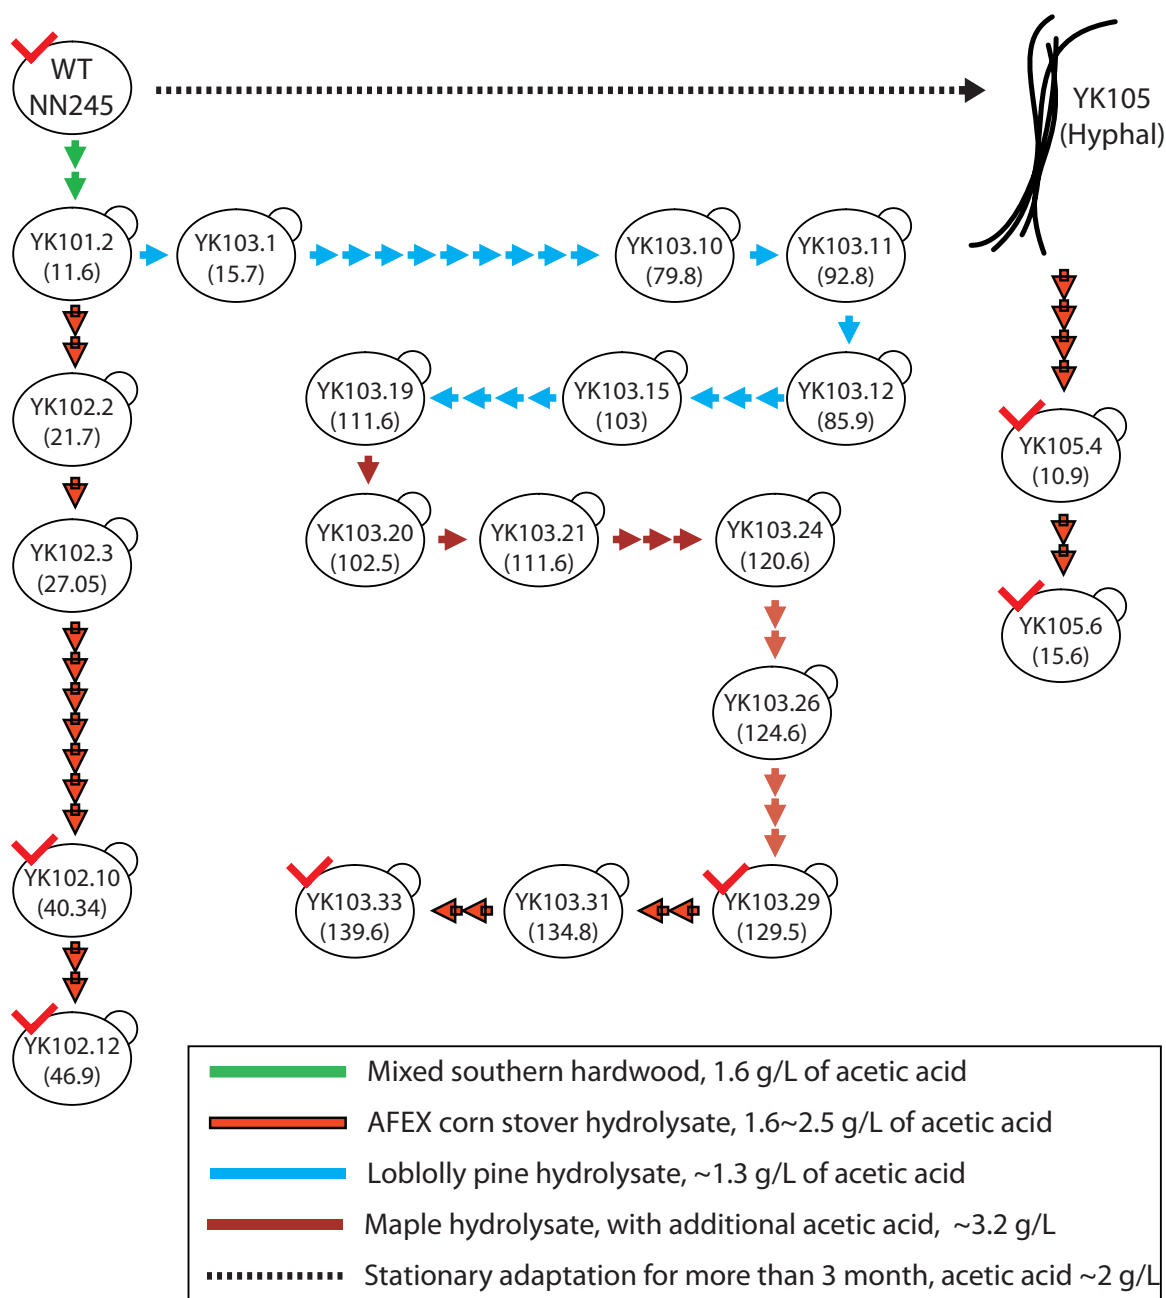 WT
NN245
YK105
(Hyphal)
YK101.2
(11.6)
YK103.1
(15.7)
YK103.10
(79.8)
YK103.11
(92.8)
YK102.2
(21.7)
YK103.19
(111.6)
YK103.15
(103)
YK103.12
(85.9)
YK105.4
(10.9)
YK102.3
(27.05)
YK103.20
(102.5)
YK103.21
(111.6)
YK103.24
(120.6)
YK105.6
(15.6)
YK103.26
(124.6)
YK102.10
(40.34)
YK103.33
(139.6)
YK103.31
(134.8)
YK103.29
(129.5)
YK102.12
(46.9)
Mixed southern hardwood, 1.6 g/L of acetic acid
AFEX corn stover hydrolysate, 1.6~2.5 g/L of acetic acid
Loblolly pine hydrolysate, ~1.3 g/L of acetic acid
Maple hydrolysate, with additional acetic acid, ~3.2 g/L
Stationary adaptation for more than 3 month, acetic acid ~2 g/L